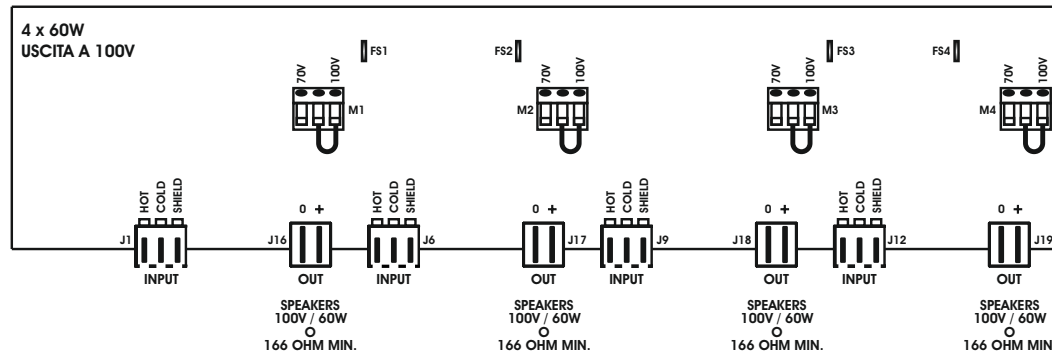 4 x 60W
USCITA A 100V
FS1
FS2
FS3
FS4
70V
100V
M1
70V
100V
M2
70V
100V
M3
70V
100V
M4
HOT
COLD
SHIELD
J1
INPUT
0 +
J16
OUT
HOT
COLD
SHIELD
J6
INPUT
0 +
J17
OUT
HOT
COLD
SHIELD
J9
INPUT
0 +
J18
OUT
HOT
COLD
SHIELD
J12
INPUT
0 +
J19
OUT
SPEAKERS
100V / 60W
O
166 OHM MIN.
SPEAKERS
100V / 60W
O
166 OHM MIN.
SPEAKERS
100V / 60W
O
166 OHM MIN.
SPEAKERS
100V / 60W
O
166 OHM MIN.